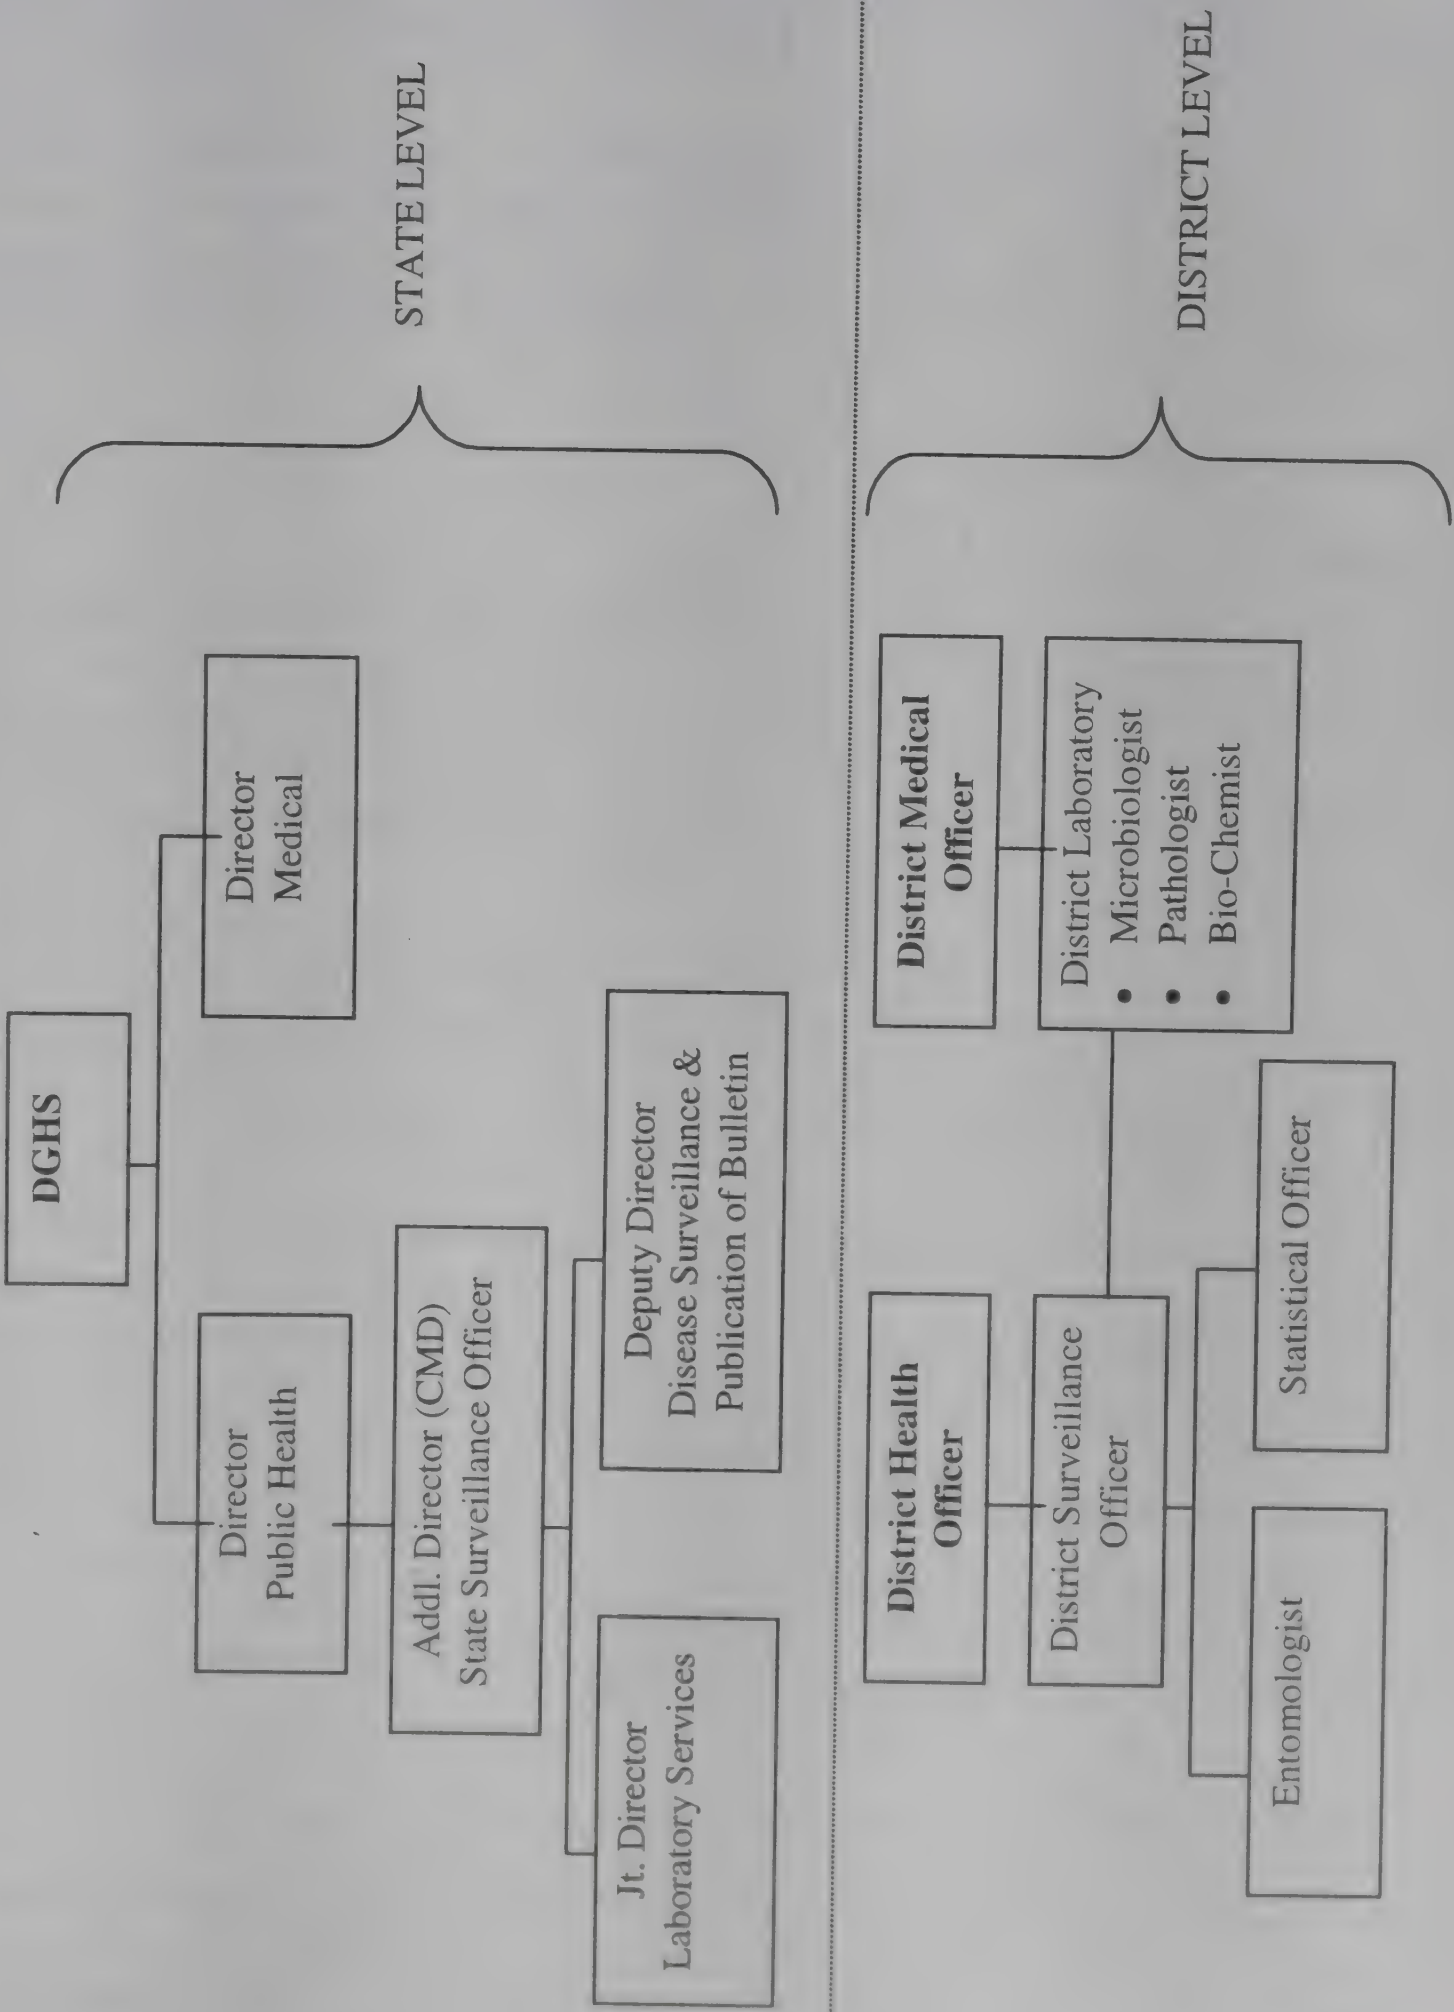 DGHS
Director
Public Health
Director
Medical
Addl. Director (CMD)
State Surveillance Officer
Jt. Director
Laboratory Services
Deputy Director
Disease Surveillance &
Publication of Bulletin
STATE LEVEL
District Health
Officer
District Medical
Officer
District Surveillance
Officer
District Laboratory
• Microbiologist
• Pathologist
• Bio-Chemist
Entomologist
Statistical Officer
DISTRICT LEVEL